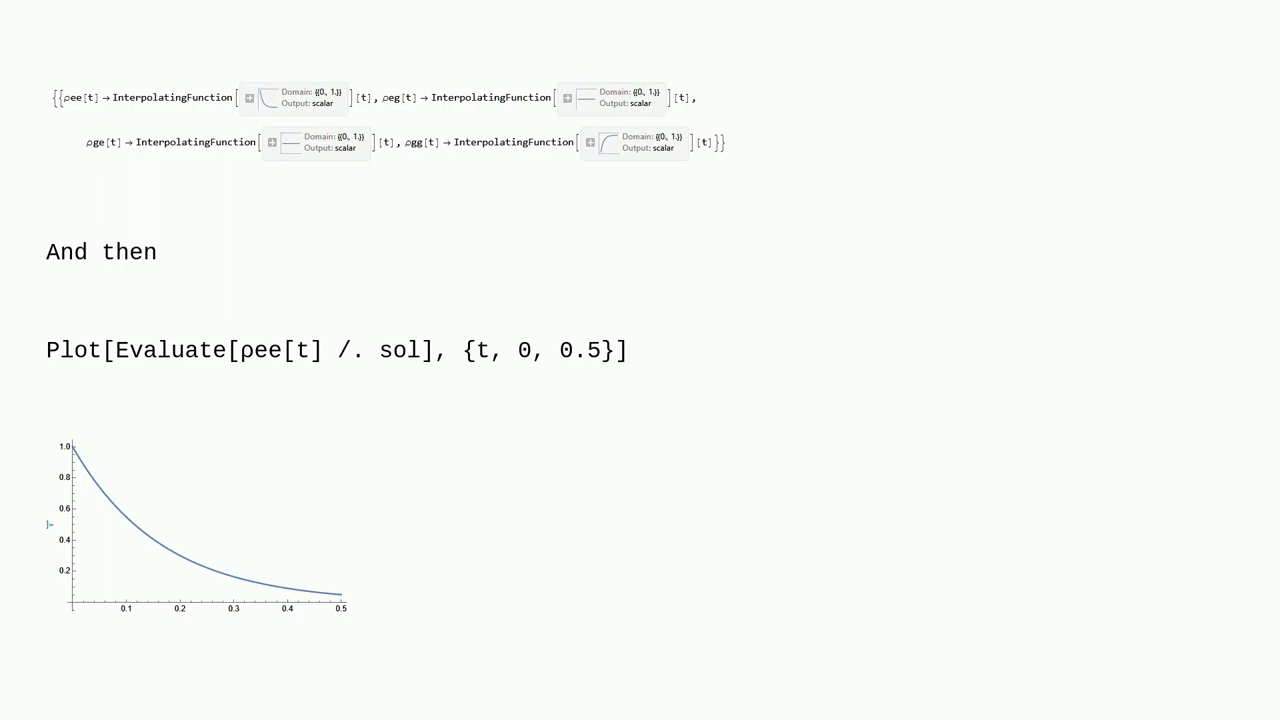 {{ρee[t]→InterpolatingFunction[Domain: {{0., 1.}} Output: scalar][t], ρeg[t]→InterpolatingFunction[Domain: {{0., 1.}} Output: scalar][t],
ρge[t]→InterpolatingFunction[Domain: {{0., 1.}} Output: scalar][t], ρgg[t]→InterpolatingFunction[Domain: {{0., 1.}} Output: scalar][t]}}
And then
Plot[Evaluate[ρee[t] /. sol], {t, 0, 0.5}]
1.0
0.8
0.6
]=
0.4
0.2
0.1 0.2 0.3 0.4 0.5